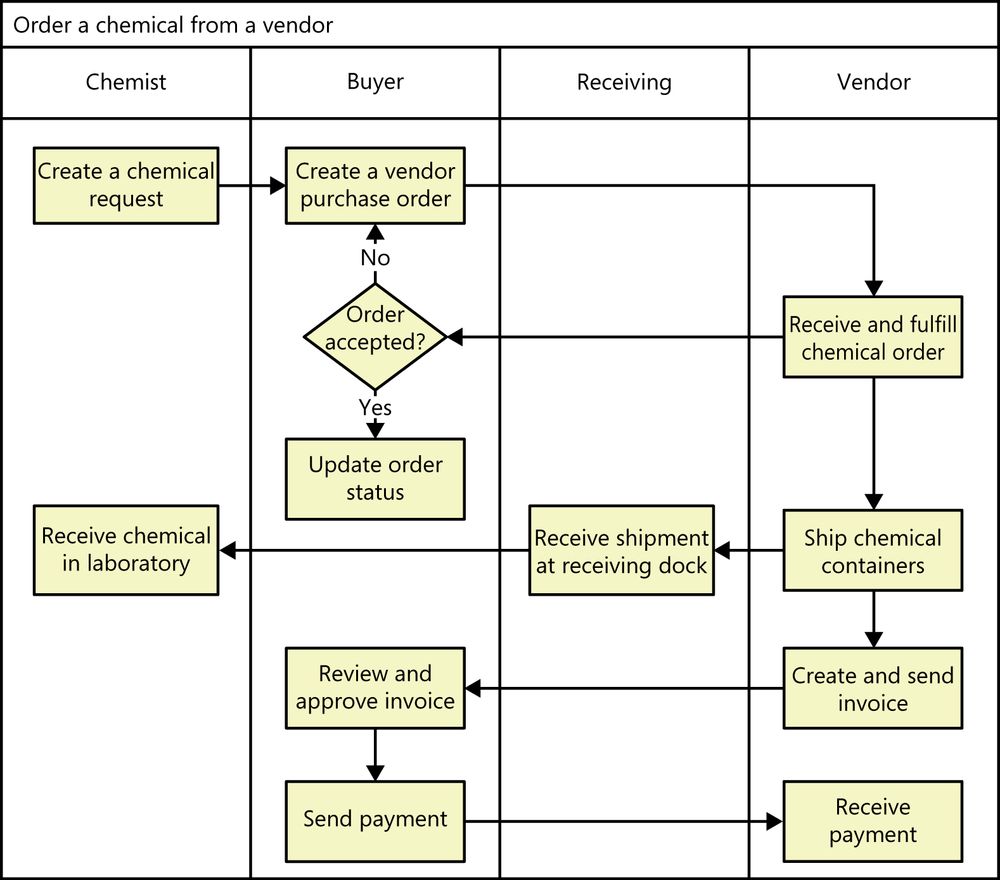 Order a chemical from a vendor
Chemist
Buyer
Receiving
Vendor
Create a chemical
request
Create a vendor
purchase order
No
Order
accepted?
Receive and fulfill
chemical order
Yes
Update order
status
Receive chemical
in laboratory
Receive shipment
at receiving dock
Ship chemical
containers
Review and
approve invoice
Create and send
invoice
Send payment
Receive
payment